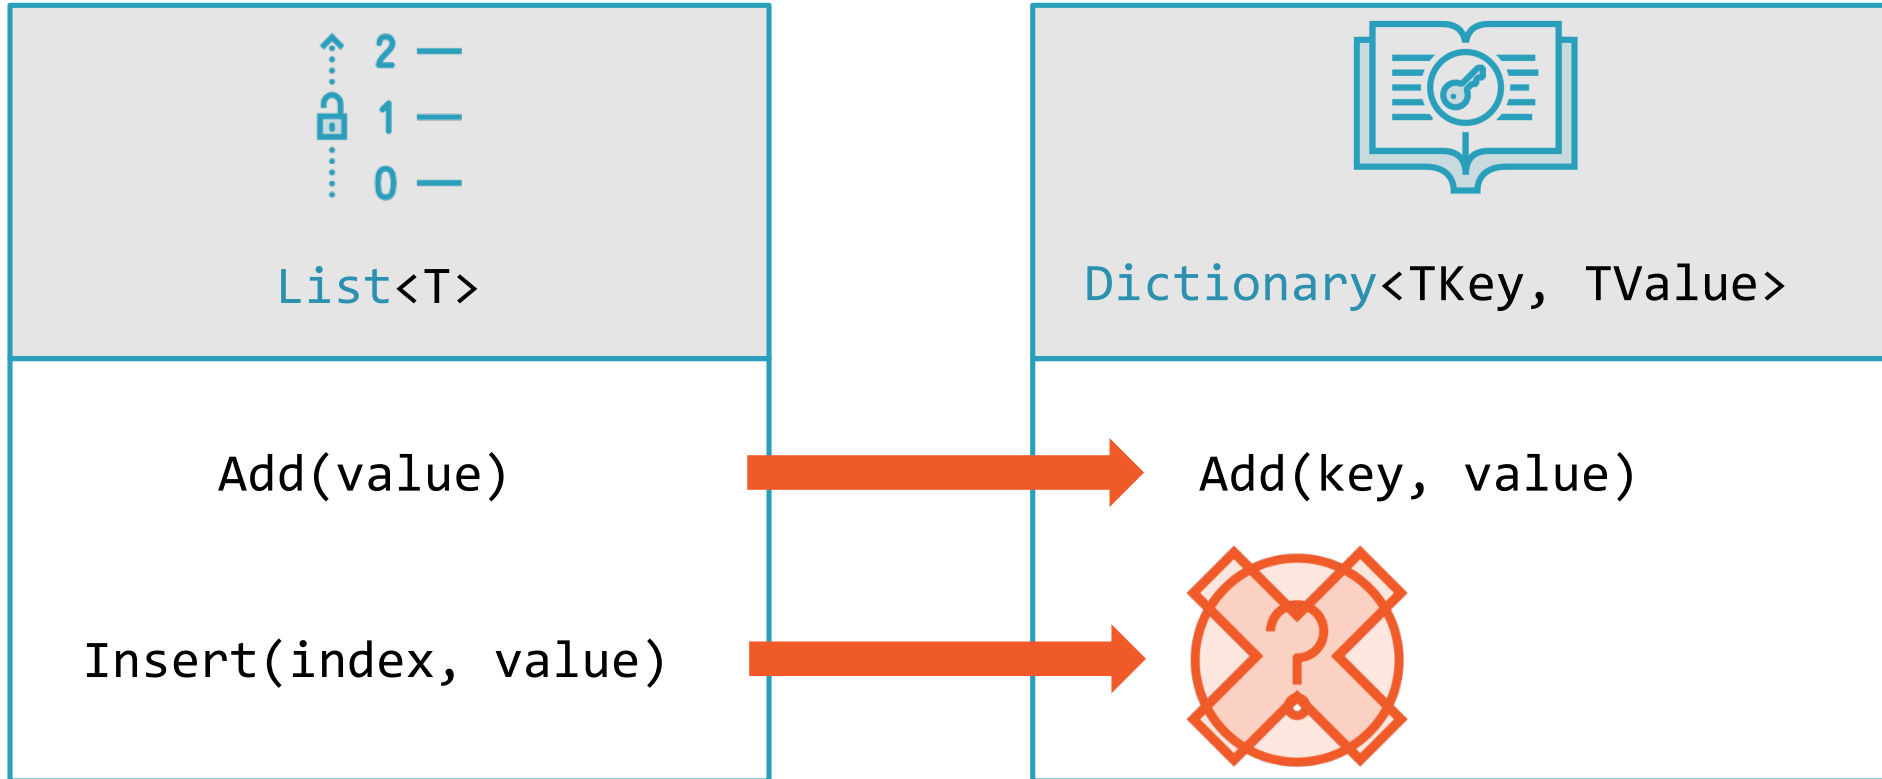 2
1
0
List<T>
Add(value)
Insert(index, value)
Dictionary<TKey, TValue>
Add(key, value)
?